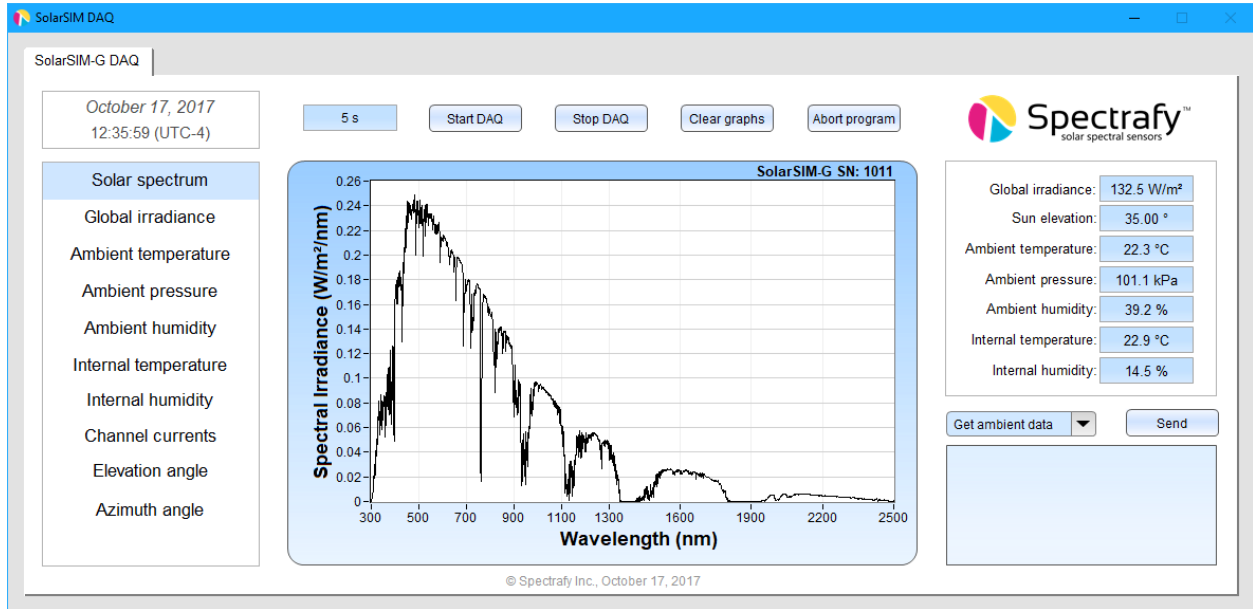 SolarSIM DAQ
SolarSIM-G DAQ
October 17, 2017
12:35:59 (UTC-4)
5 s
Start DAQ
Stop DAQ
Clear graphs
Abort program
Spectrafy™
solar spectral sensors
Solar spectrum
Global irradiance
Ambient temperature
Ambient pressure
Ambient humidity
Internal temperature
Internal humidity
Channel currents
Elevation angle
Azimuth angle
SolarSIM-G SN: 1011
Spectral Irradiance (W/m²/nm)
0.26
0.24
0.22
0.2
0.18
0.16
0.14
0.12
0.1
0.08
0.06
0.04
0.02
0
300 500 700 900 1100 1300 1600 1900 2200 2500
Wavelength (nm)
Global irradiance: 132.5 W/m²
Sun elevation: 35.00 °
Ambient temperature: 22.3 °C
Ambient pressure: 101.1 kPa
Ambient humidity: 39.2 %
Internal temperature: 22.9 °C
Internal humidity: 14.5 %
Get ambient data
Send
© Spectrafy Inc., October 17, 2017